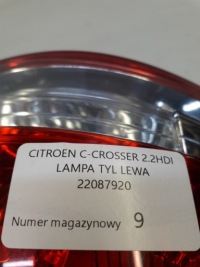 CITROEN C-CROSSER 2.2HDI
LAMPA TYL LEWA
22087920
Numer magazynowy 9